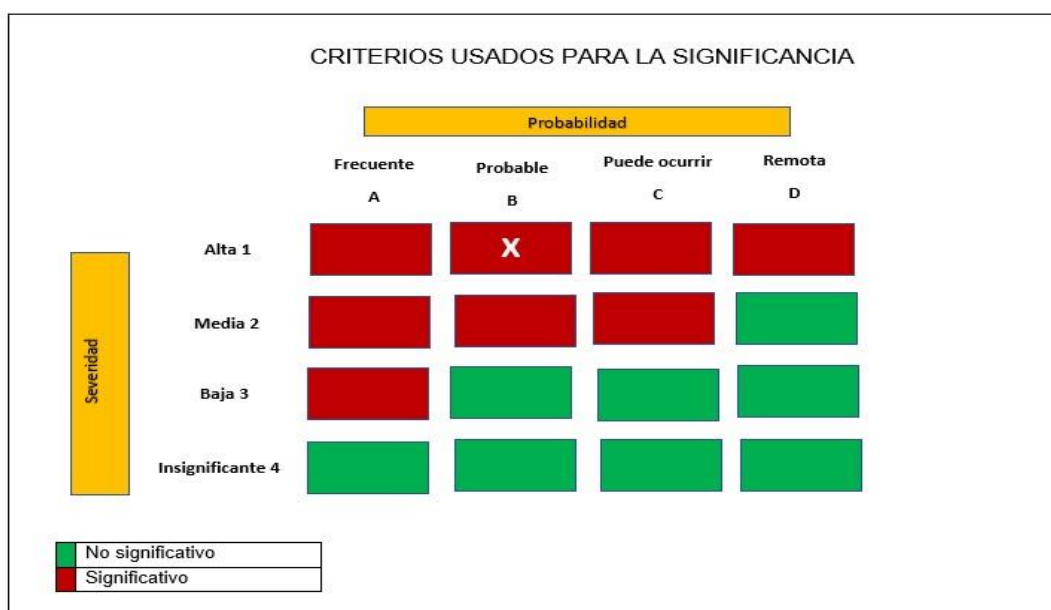 CRITERIOS USADOS PARA LA SIGNIFICANCIA
Probabilidad
Frecuente Probable Puede ocurrir Remota
A B C D
Severidad
Alta 1 X
Media 2
Baja 3
Insignificante 4
No significativo
Significativo